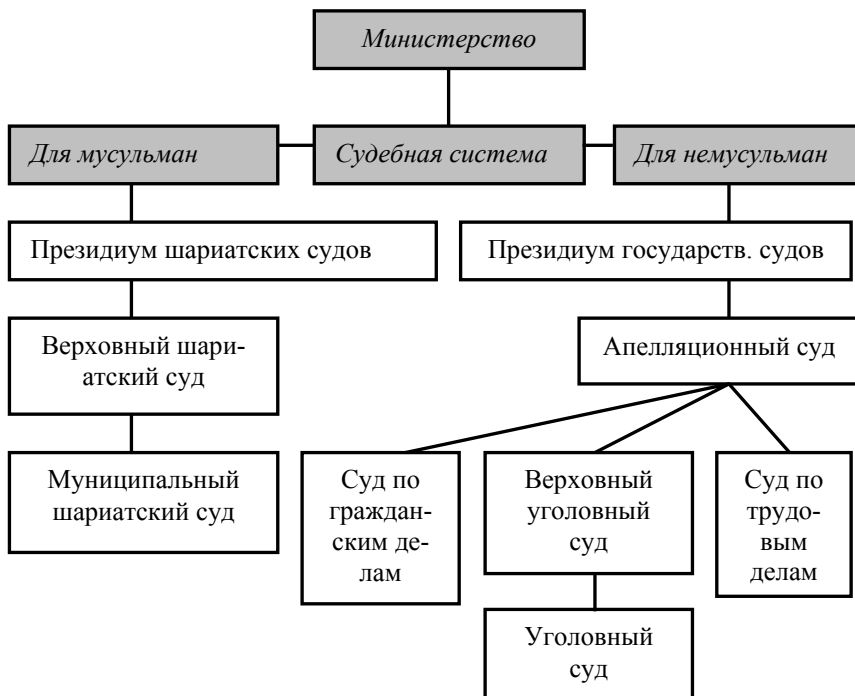 Министерство
Для мусульман
Судебная система
Для немусульман
Президиум шариатских судов
Президиум государств. судов
Верховный шари-
атский суд
Апелляционный суд
Муниципальный
шариатский суд
Суд по
граждан-
ским де-
лам
Верховный
уголовный
суд
Суд по
трудо-
вым
делам
Уголовный
суд